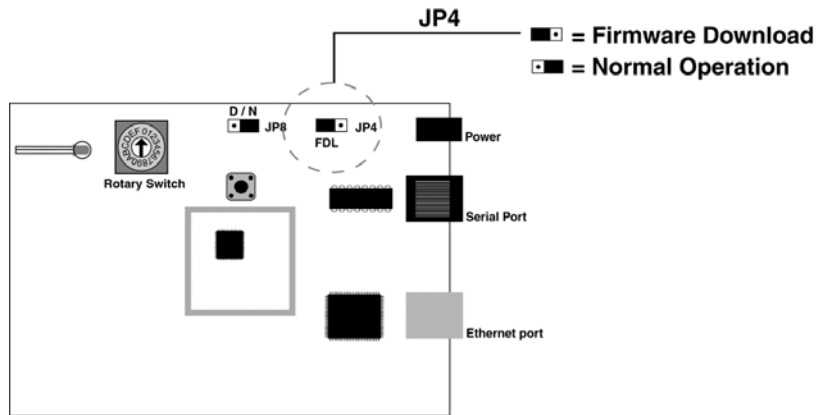 JP4
= Firmware Download
= Normal Operation
D / N
JP8
JP4
FDL
Power
Rotary Switch
Serial Port
Ethernet port